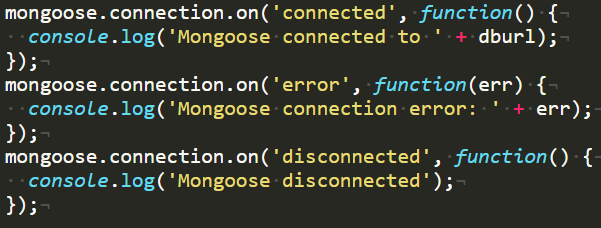 mongoose.connection.on('connected', function() {
  console.log('Mongoose connected to ' + dburl);
});
mongoose.connection.on('error', function(err) {
  console.log('Mongoose connection error: ' + err);
});
mongoose.connection.on('disconnected', function() {
  console.log('Mongoose disconnected');
});